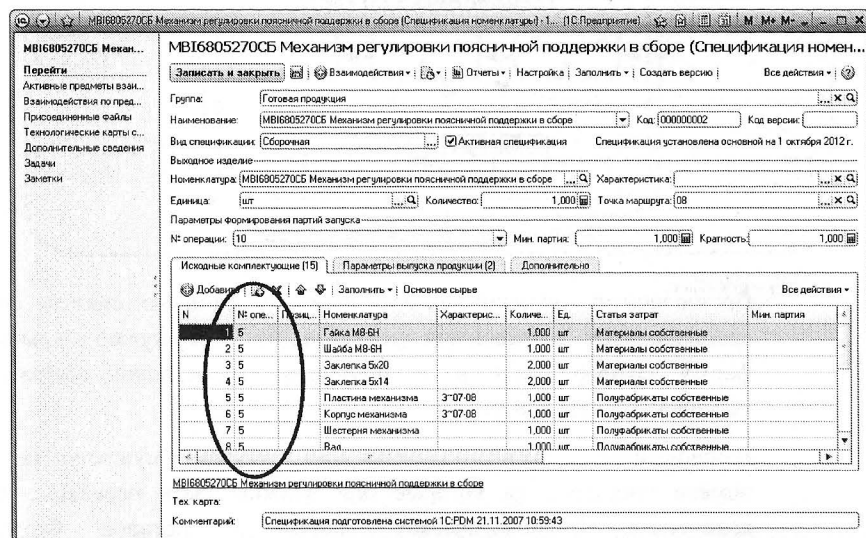 МВI6805270СБ Механизм регулировки поясничной поддержки в сборе (Спецификация номенклатуры) - 1... (1С:Предприятие) M M+ M-
МВI6805270СБ Механ...
Перейти
Активные предметы взаи...
Взаимодействия по пред...
Присоединенные файлы
Технологические карты с...
Дополнительные сведения
Задачи
Заметки
МВI6805270СБ Механизм регулировки поясничной поддержки в сборе (Спецификация номен...
Записать и закрыть Взаимодействия Отчеты Настройка Заполнить Создать версию Все действия
Группа: Готовая продукция ... x Q
Наименование: МВI6805270СБ Механизм регулировки поясничной поддержки в сборе Код: 000000002 Код версии:
Вид спецификации: Сборочная ... Активная спецификация Спецификация установлена основной на 1 октября 2012 г.
Выходное изделие
Номенклатура: МВI6805270СБ Механизм регулировки поясничной поддержки в сборе ... Q Характеристика: ... x Q
Единица: шт ... Q Количество: 1,000 Точка маршрута: 08 ... x Q
Параметры формирования партий запуска
№ операции: 10 Мин. партия: 1,000 Кратность: 1,000
Исходные комплектующие (15) Параметры выпуска продукции (2) Дополнительно
Добавить Заполнить Основное сырье Все действия
N № опе... Позиц... Номенклатура Характерис... Количе... Ед. Статья затрат Мин. партия
1 5 Гайка М8-6Н 1,000 шт Материалы собственные
2 5 Шайба М8-6Н 1,000 шт Материалы собственные
3 5 Заклепка 5x20 2,000 шт Материалы собственные
4 5 Заклепка 5x14 2,000 шт Материалы собственные
5 5 Пластина механизма 3~07-08 1,000 шт Полуфабрикаты собственные
6 5 Корпус механизма 3~07-08 1,000 шт Полуфабрикаты собственные
7 5 Шестерня механизма 1,000 шт Полуфабрикаты собственные
8 5 Вал 1,000 шт Полуфабрикаты собственные
МВI6805270СБ Механизм регулировки поясничной поддержки в сборе
Тех. карта:
Комментарий: Спецификация подготовлена системой 1С:PDM 21.11.2007 10:59:43